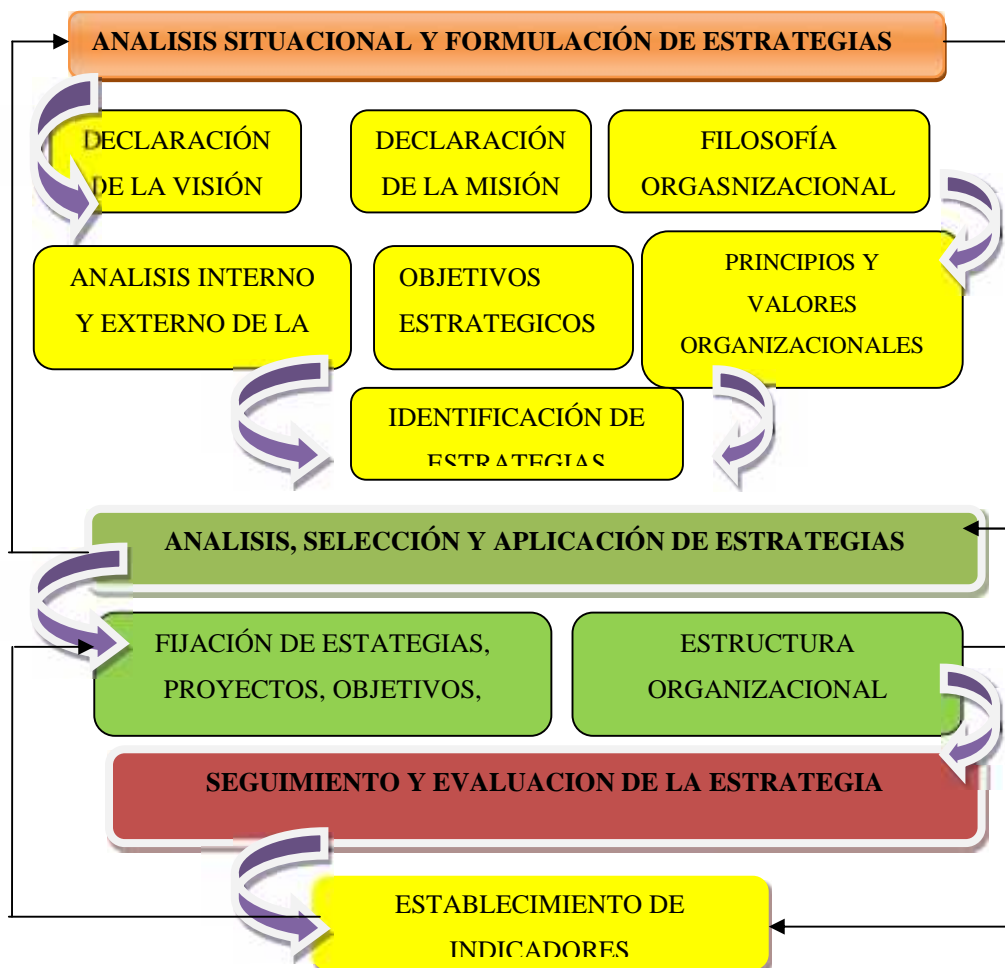 ANALISIS SITUACIONAL Y FORMULACIÓN DE ESTRATEGIAS
DECLARACIÓN
DE LA VISIÓN
DECLARACIÓN
DE LA MISIÓN
FILOSOFÍA
ORGASNIZACIONAL
ANALISIS INTERNO
Y EXTERNO DE LA
OBJETIVOS
ESTRATEGICOS
PRINCIPIOS Y
VALORES
ORGANIZACIONALES
IDENTIFICACIÓN DE
ESTRATEGIAS
ANALISIS, SELECCIÓN Y APLICACIÓN DE ESTRATEGIAS
FIJACIÓN DE ESTATEGIAS,
PROYECTOS, OBJETIVOS,
ESTRUCTURA
ORGANIZACIONAL
SEGUIMIENTO Y EVALUACION DE LA ESTRATEGIA
ESTABLECIMIENTO DE
INDICADORES